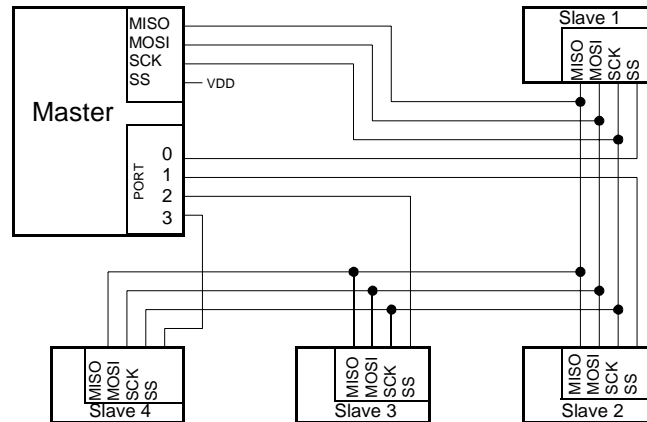 MISO
MOSI
SCK
SS
VDD
Master
PORT
0
1
2
3
Slave 1
MISO
MOSI
SCK
SS
MISO
MOSI
SCK
SS
Slave 4
MISO
MOSI
SCK
SS
Slave 3
MISO
MOSI
SCK
SS
Slave 2